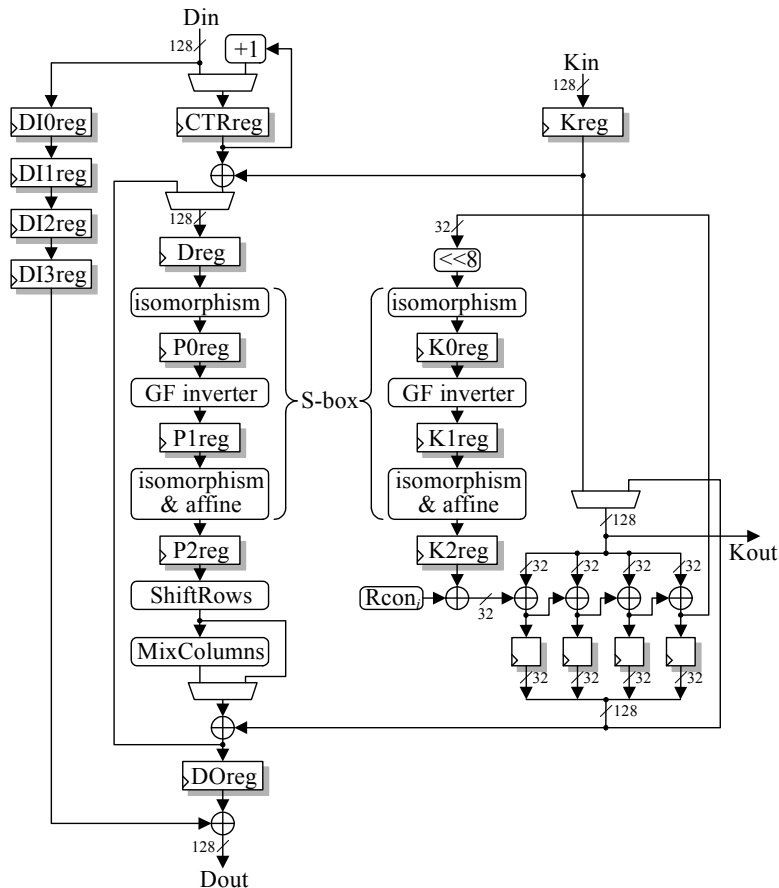 Din
128
+1
Kin
128
DI0reg
CTRreg
Kreg
DI1reg
DI2reg
128
32
Dreg
<<8
DI3reg
isomorphism
isomorphism
P0reg
K0reg
GF inverter
S-box
GF inverter
P1reg
K1reg
isomorphism
& affine
isomorphism
& affine
128
P2reg
K2reg
Kout
32
32
32
32
ShiftRows
Rconi
32
MixColumns
32
32
32
32
128
DOreg
128
Dout